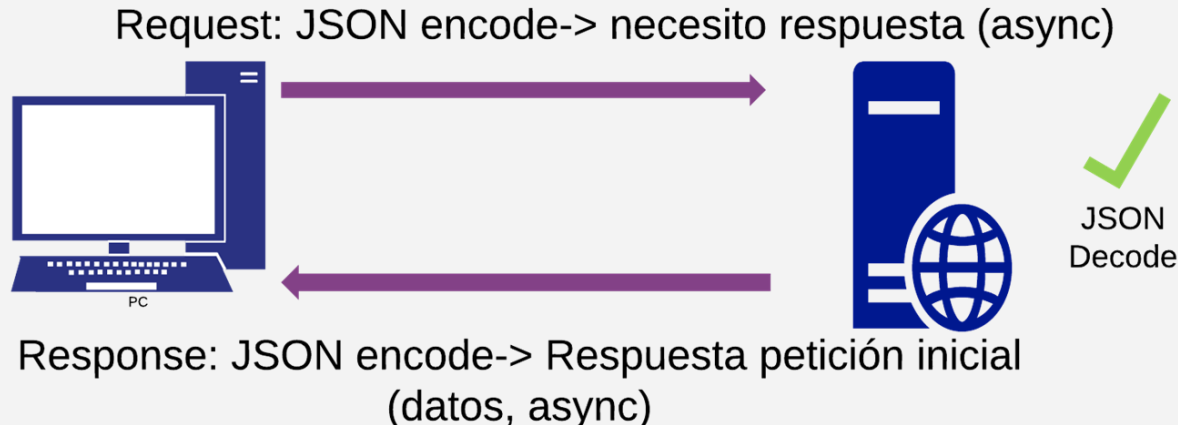 Request: JSON encode-> necesito respuesta (async)
JSON
Decode
PC
Response: JSON encode-> Respuesta petición inicial
(datos, async)